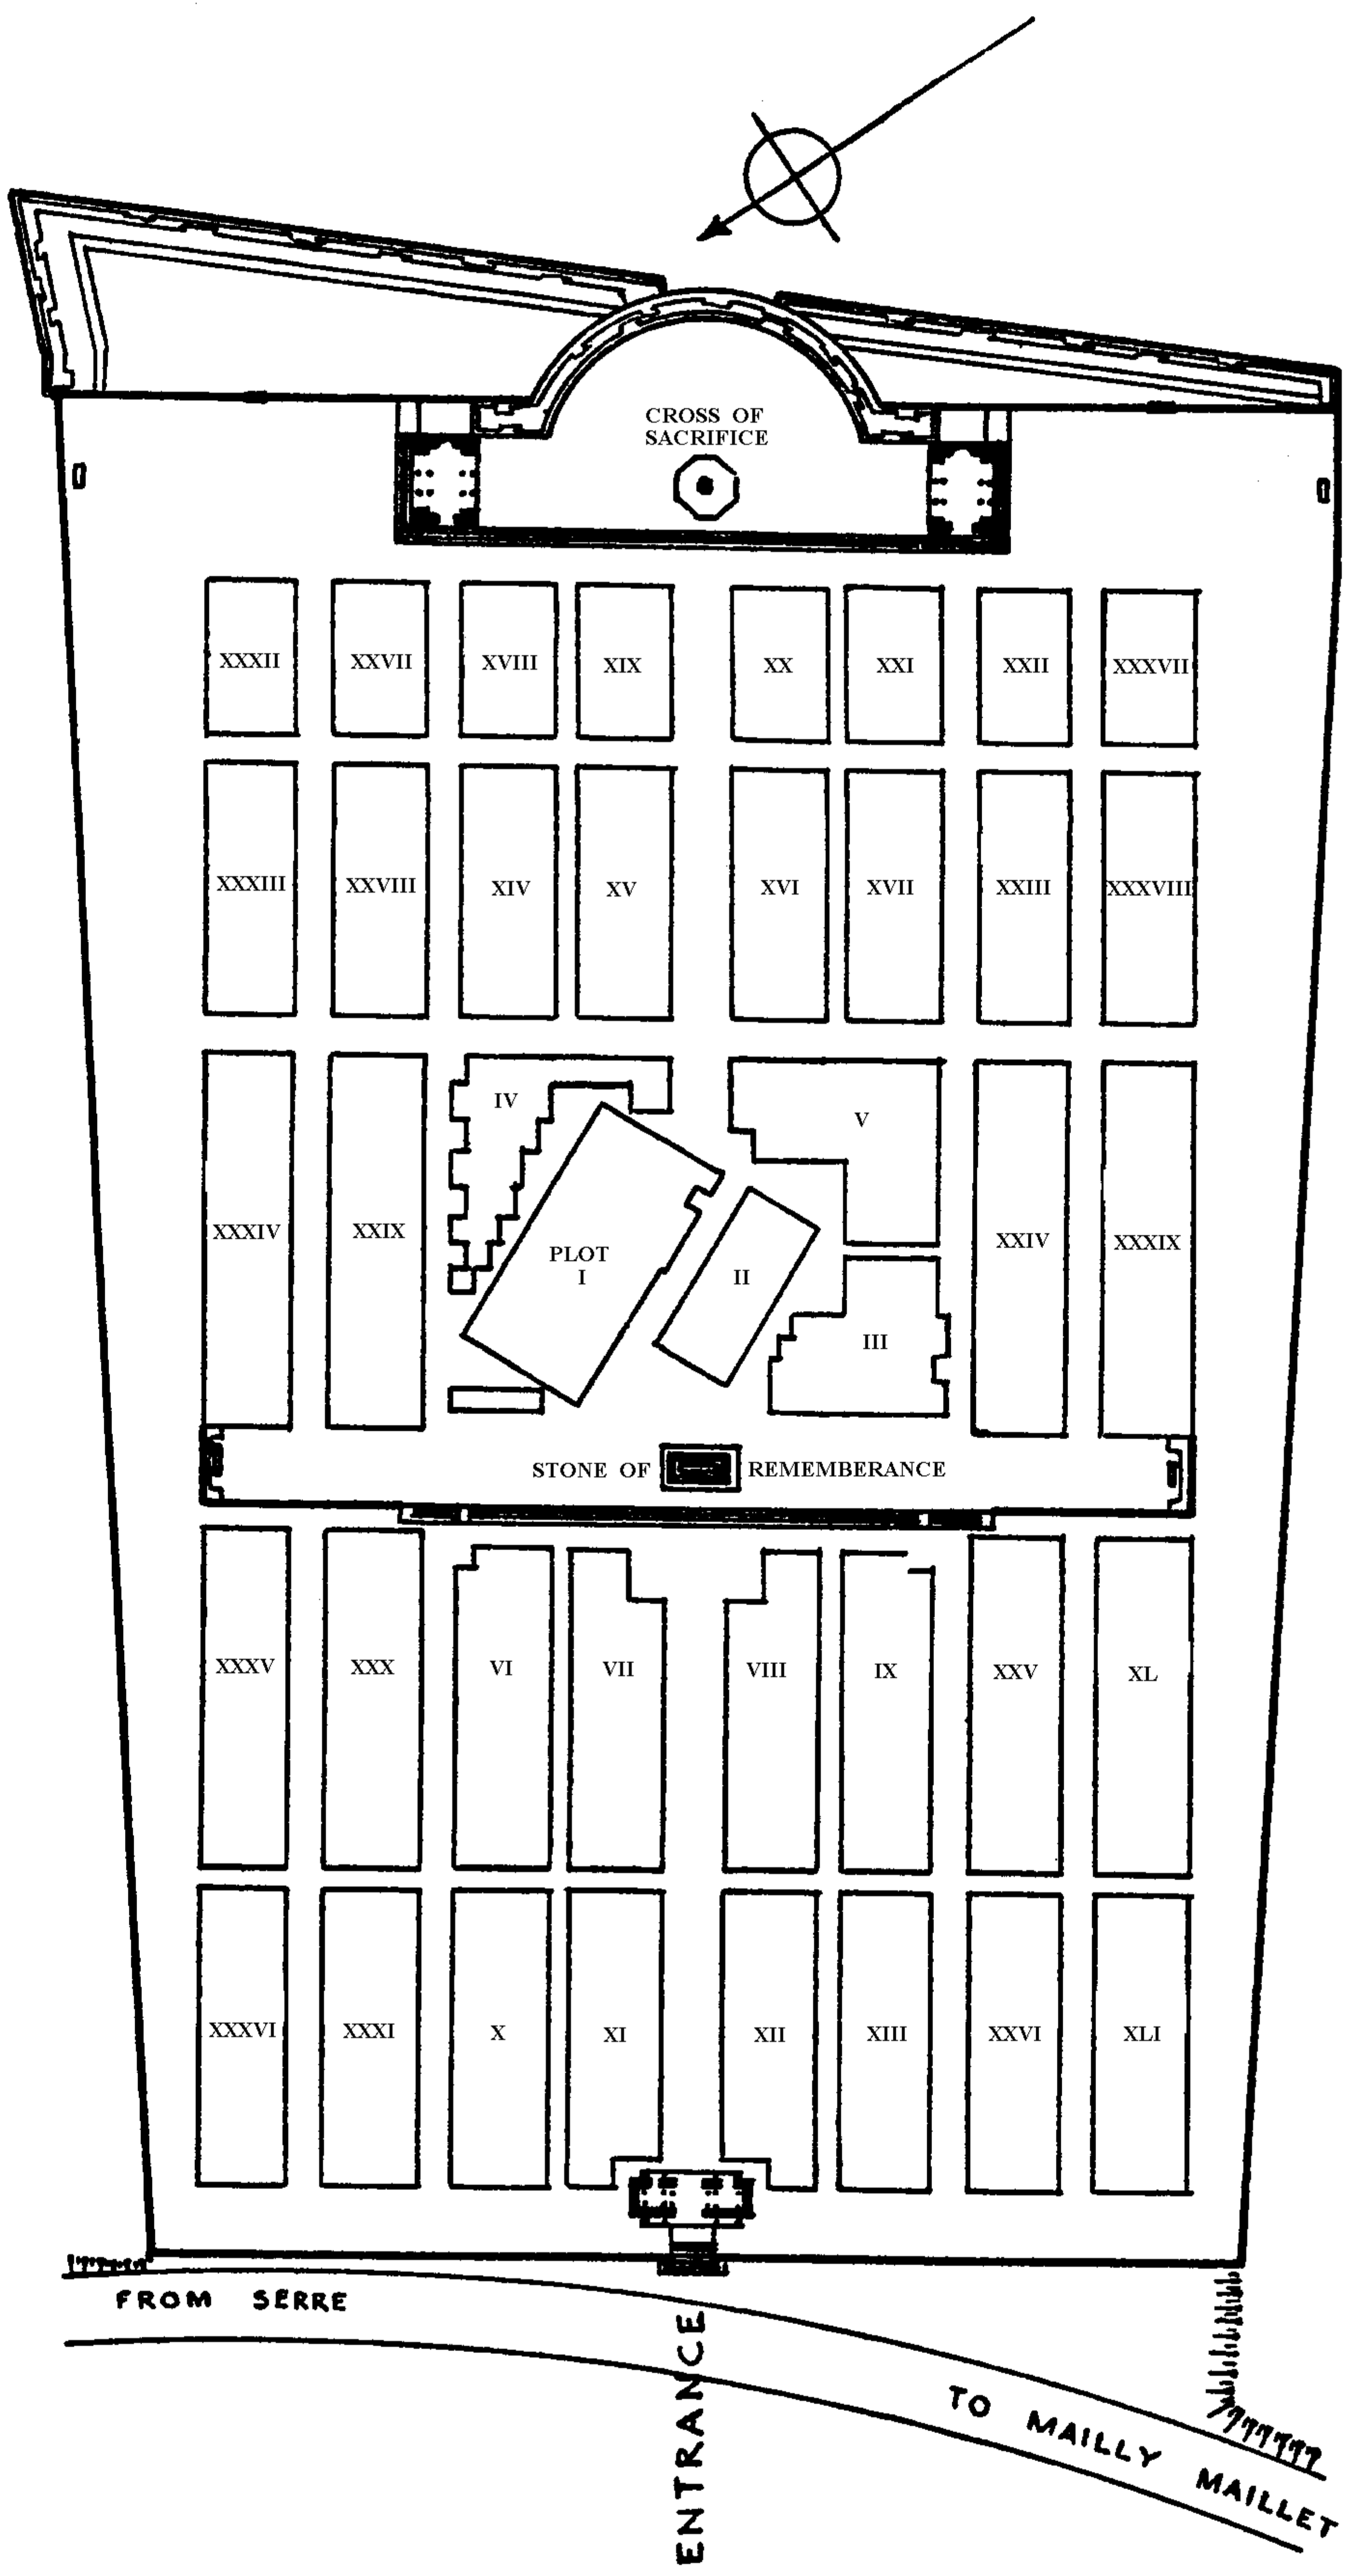 CROSS OF
SACRIFICE
XXXII XXVII XVIII XIX XX XXI XXII XXXVII
XXXIII XXVIII XIV XV XVI XVII XXIII XXXVIII
IV
V
XXXIV XXIX PLOT
I
II
XXIV XXXIX
III
STONE OF REMEMBERANCE
XXXV XXX VI VII VIII IX XXV XL
XXXVI XXXI X XI XII XIII XXVI XLI
FROM SERRE
ENTRANCE
TO MAILLY MAILLET